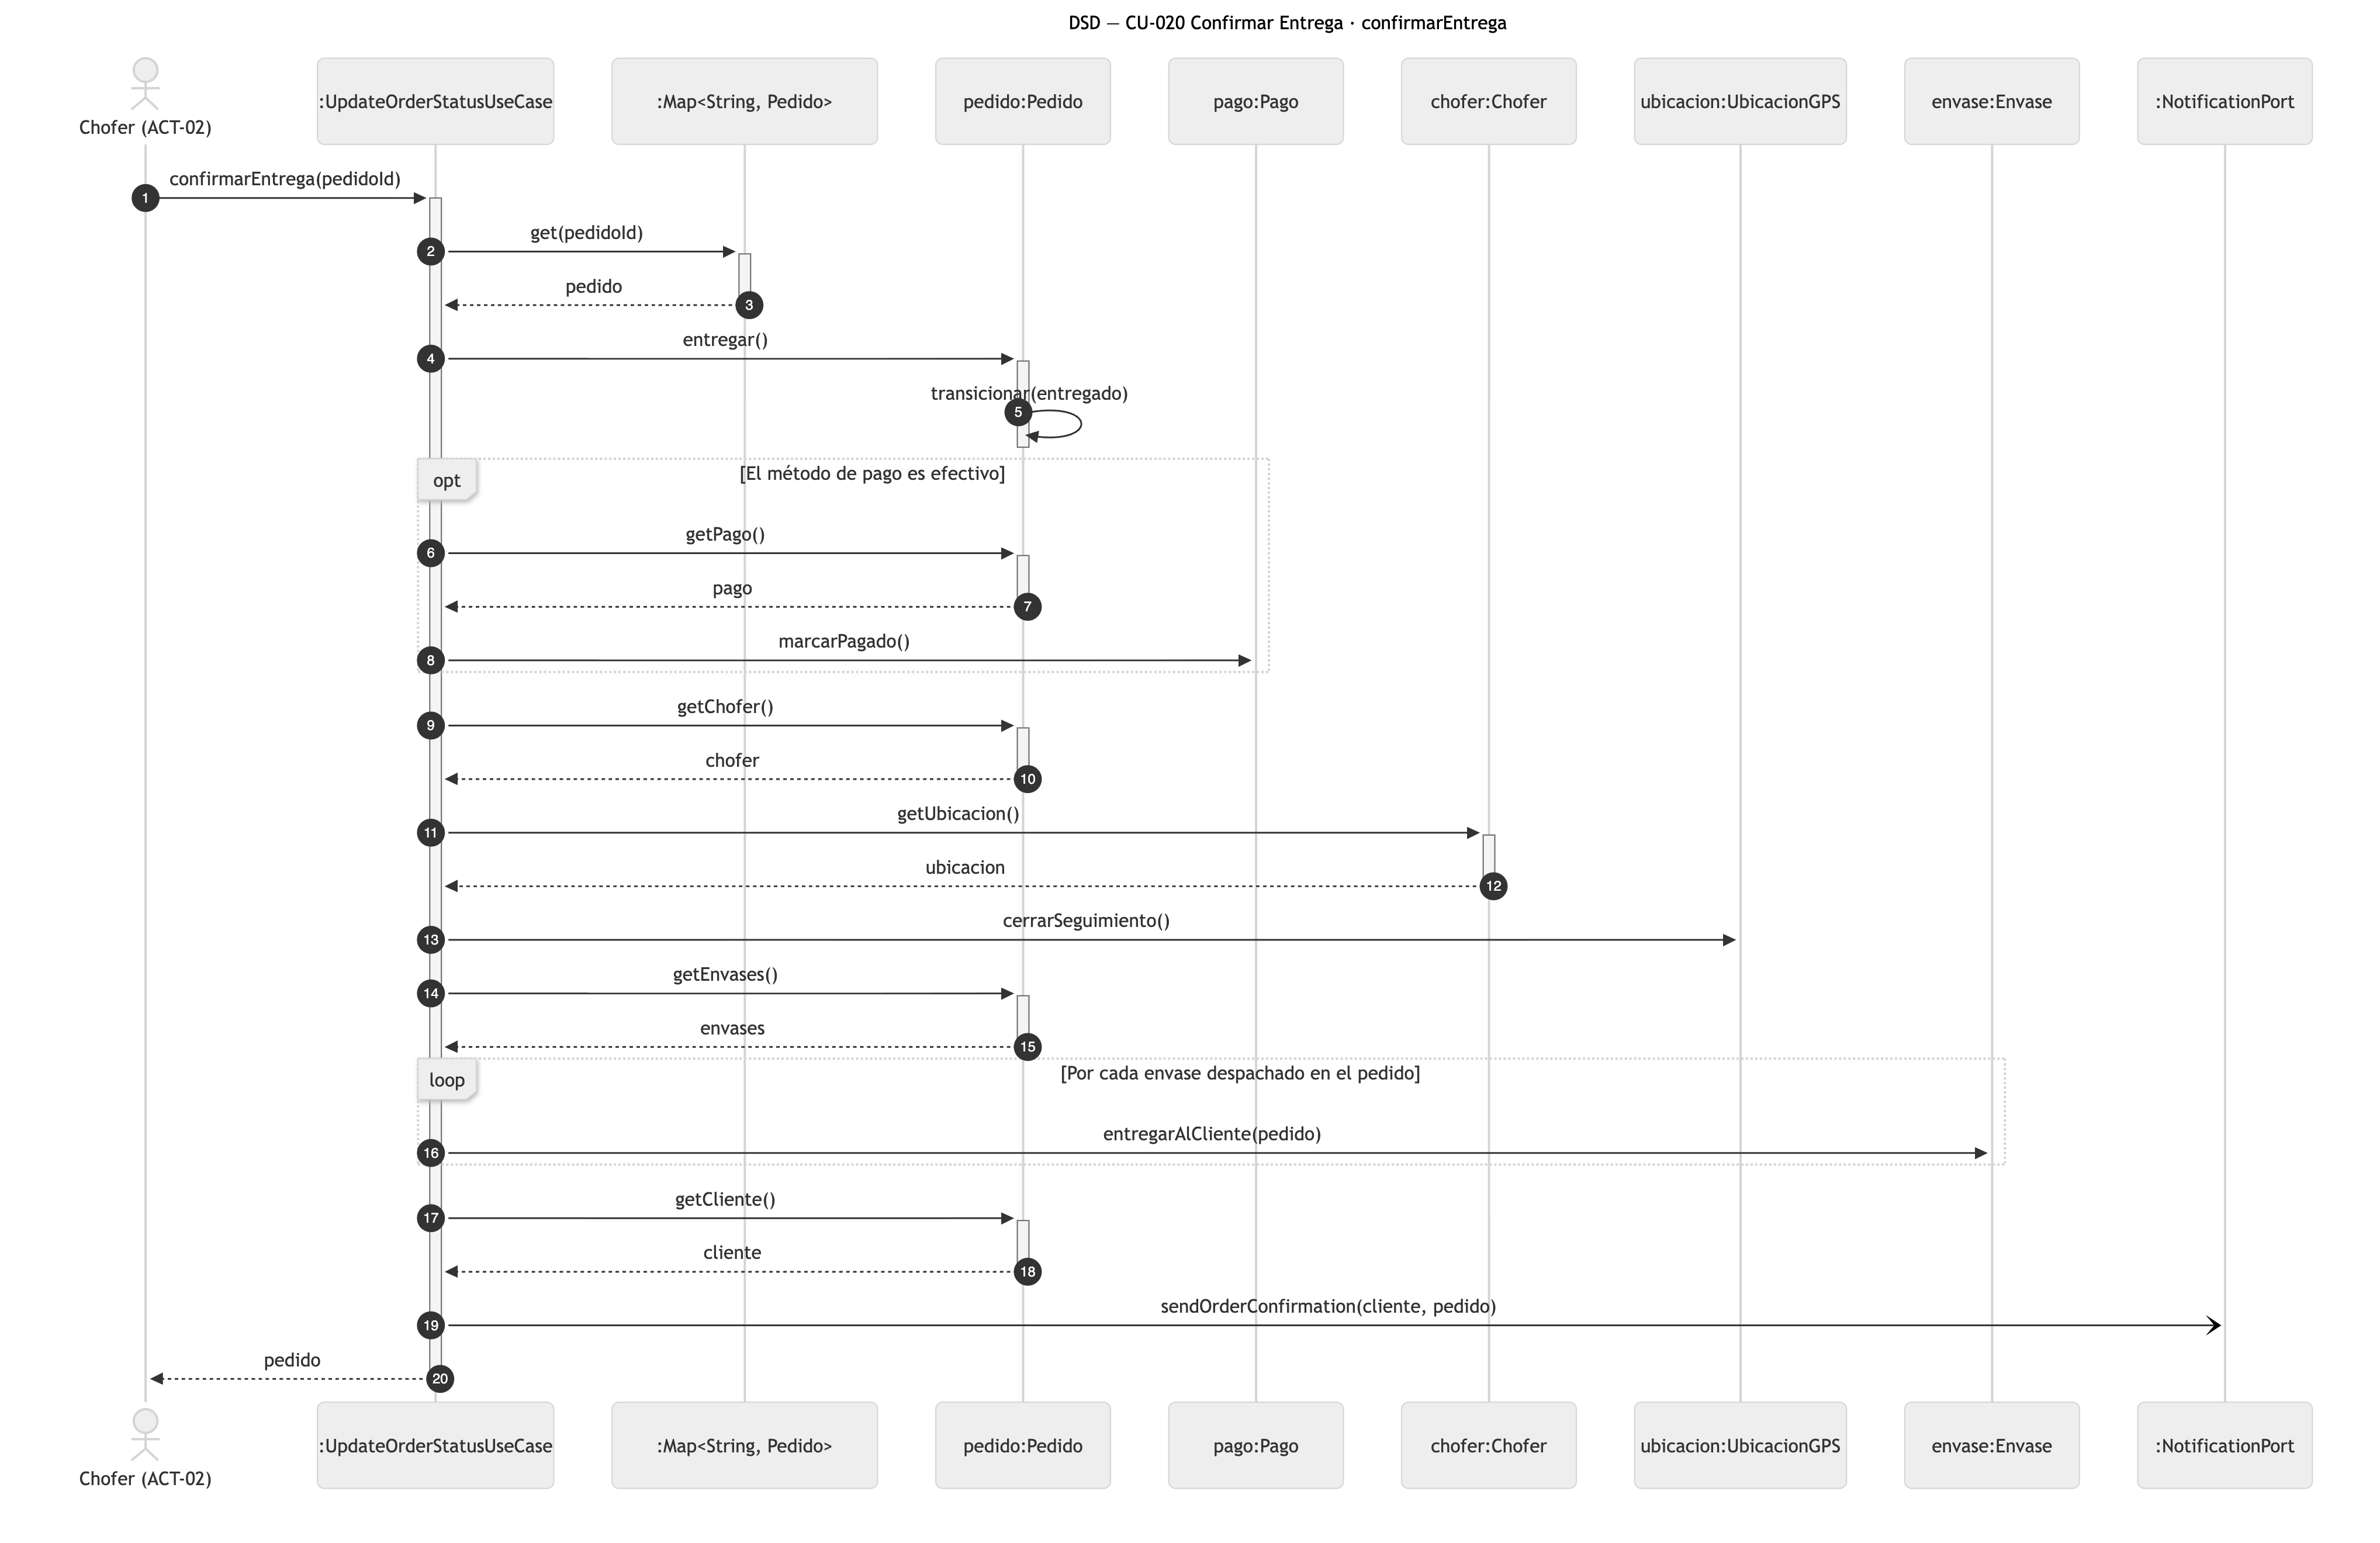 DSD — CU-020 Confirmar Entrega · confirmarEntrega
Chofer (ACT-02)
:UpdateOrderStatusUseCase
:Map<String, Pedido>
pedido:Pedido
pago:Pago
chofer:Chofer
ubicacion:UbicacionGPS
envase:Envase
:NotificationPort
confirmarEntrega(pedidoId)
1
get(pedidoId)
2
pedido
3
entregar()
4
transicionar(entregado)
5
opt
[El método de pago es efectivo]
getPago()
6
pago
7
marcarPagado()
8
getChofer()
9
chofer
10
getUbicacion()
11
ubicacion
12
cerrarSeguimiento()
13
getEnvases()
14
envases
15
loop
[Por cada envase despachado en el pedido]
entregarAlCliente(pedido)
16
getCliente()
17
cliente
18
sendOrderConfirmation(cliente, pedido)
19
pedido
20
Chofer (ACT-02)
:UpdateOrderStatusUseCase
:Map<String, Pedido>
pedido:Pedido
pago:Pago
chofer:Chofer
ubicacion:UbicacionGPS
envase:Envase
:NotificationPort